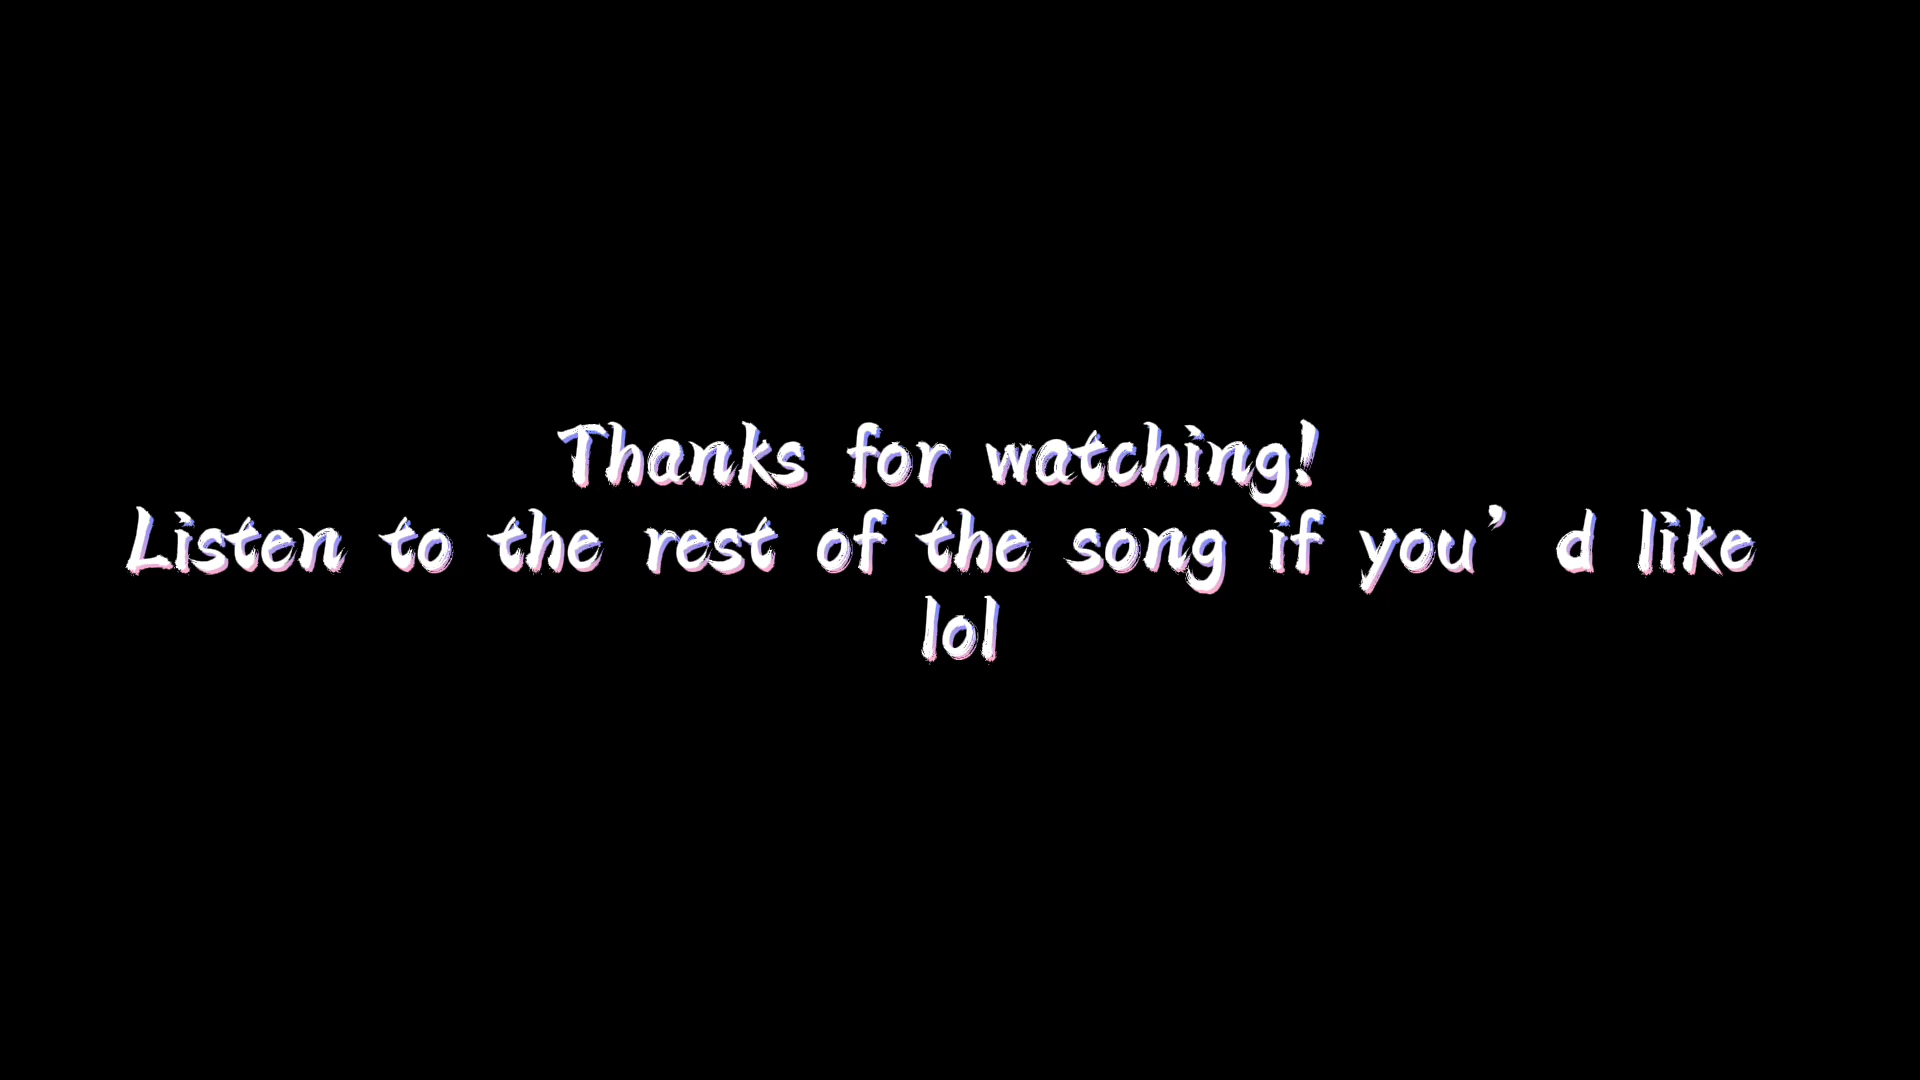 Thanks for watching!
Listen to the rest of the song if you’d like
lol